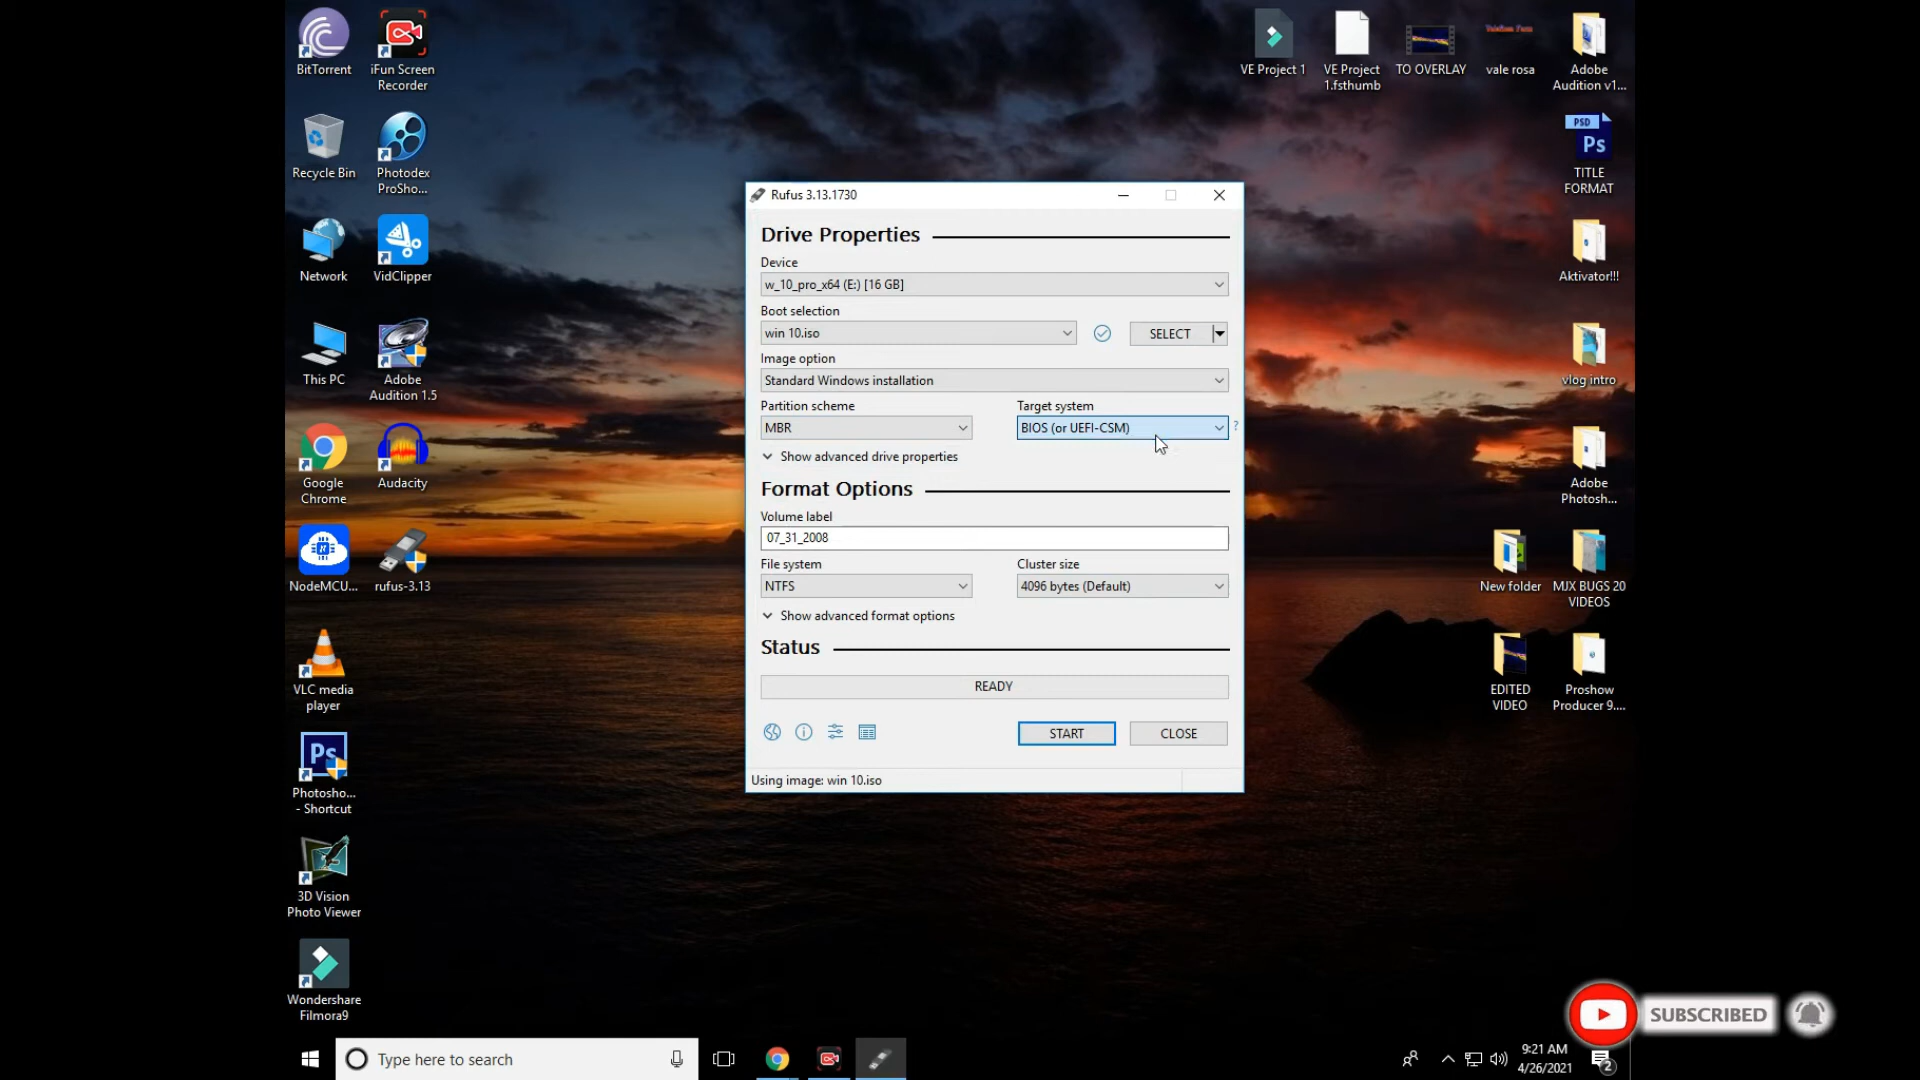 BitTorrent
iFun Screen
Recorder
Recycle Bin
Photodex
ProSho...
Network
VidClipper
This PC
Adobe
Audition 1.5
Google
Chrome
Audacity
NodeMCU...
rufus-3.13
VLC media
player
Ps
Photosho...
- Shortcut
3D Vision
Photo Viewer
Wondershare
Filmora9
VE Project 1
VE Project
1.fsthumb
TO OVERLAY
vale rosa
Adobe
Audition v1...
PSD
Ps
TITLE
FORMAT
Aktivator!!!
vlog intro
Adobe
Photosh...
New folder
MJX BUGS 20
VIDEOS
EDITED
VIDEO
Proshow
Producer 9....
Rufus 3.13.1730
Drive Properties
Device
w_10_pro_x64 (E:) [16 GB]
Boot selection
win 10.iso
SELECT
Image option
Standard Windows installation
Partition scheme
Target system
MBR
BIOS (or UEFI-CSM)
?
Show advanced drive properties
Format Options
Volume label
07_31_2008
File system
Cluster size
NTFS
4096 bytes (Default)
Show advanced format options
Status
READY
START
CLOSE
Using image: win 10.iso
SUBSCRIBED
Type here to search
9:21 AM
4/26/2021
2